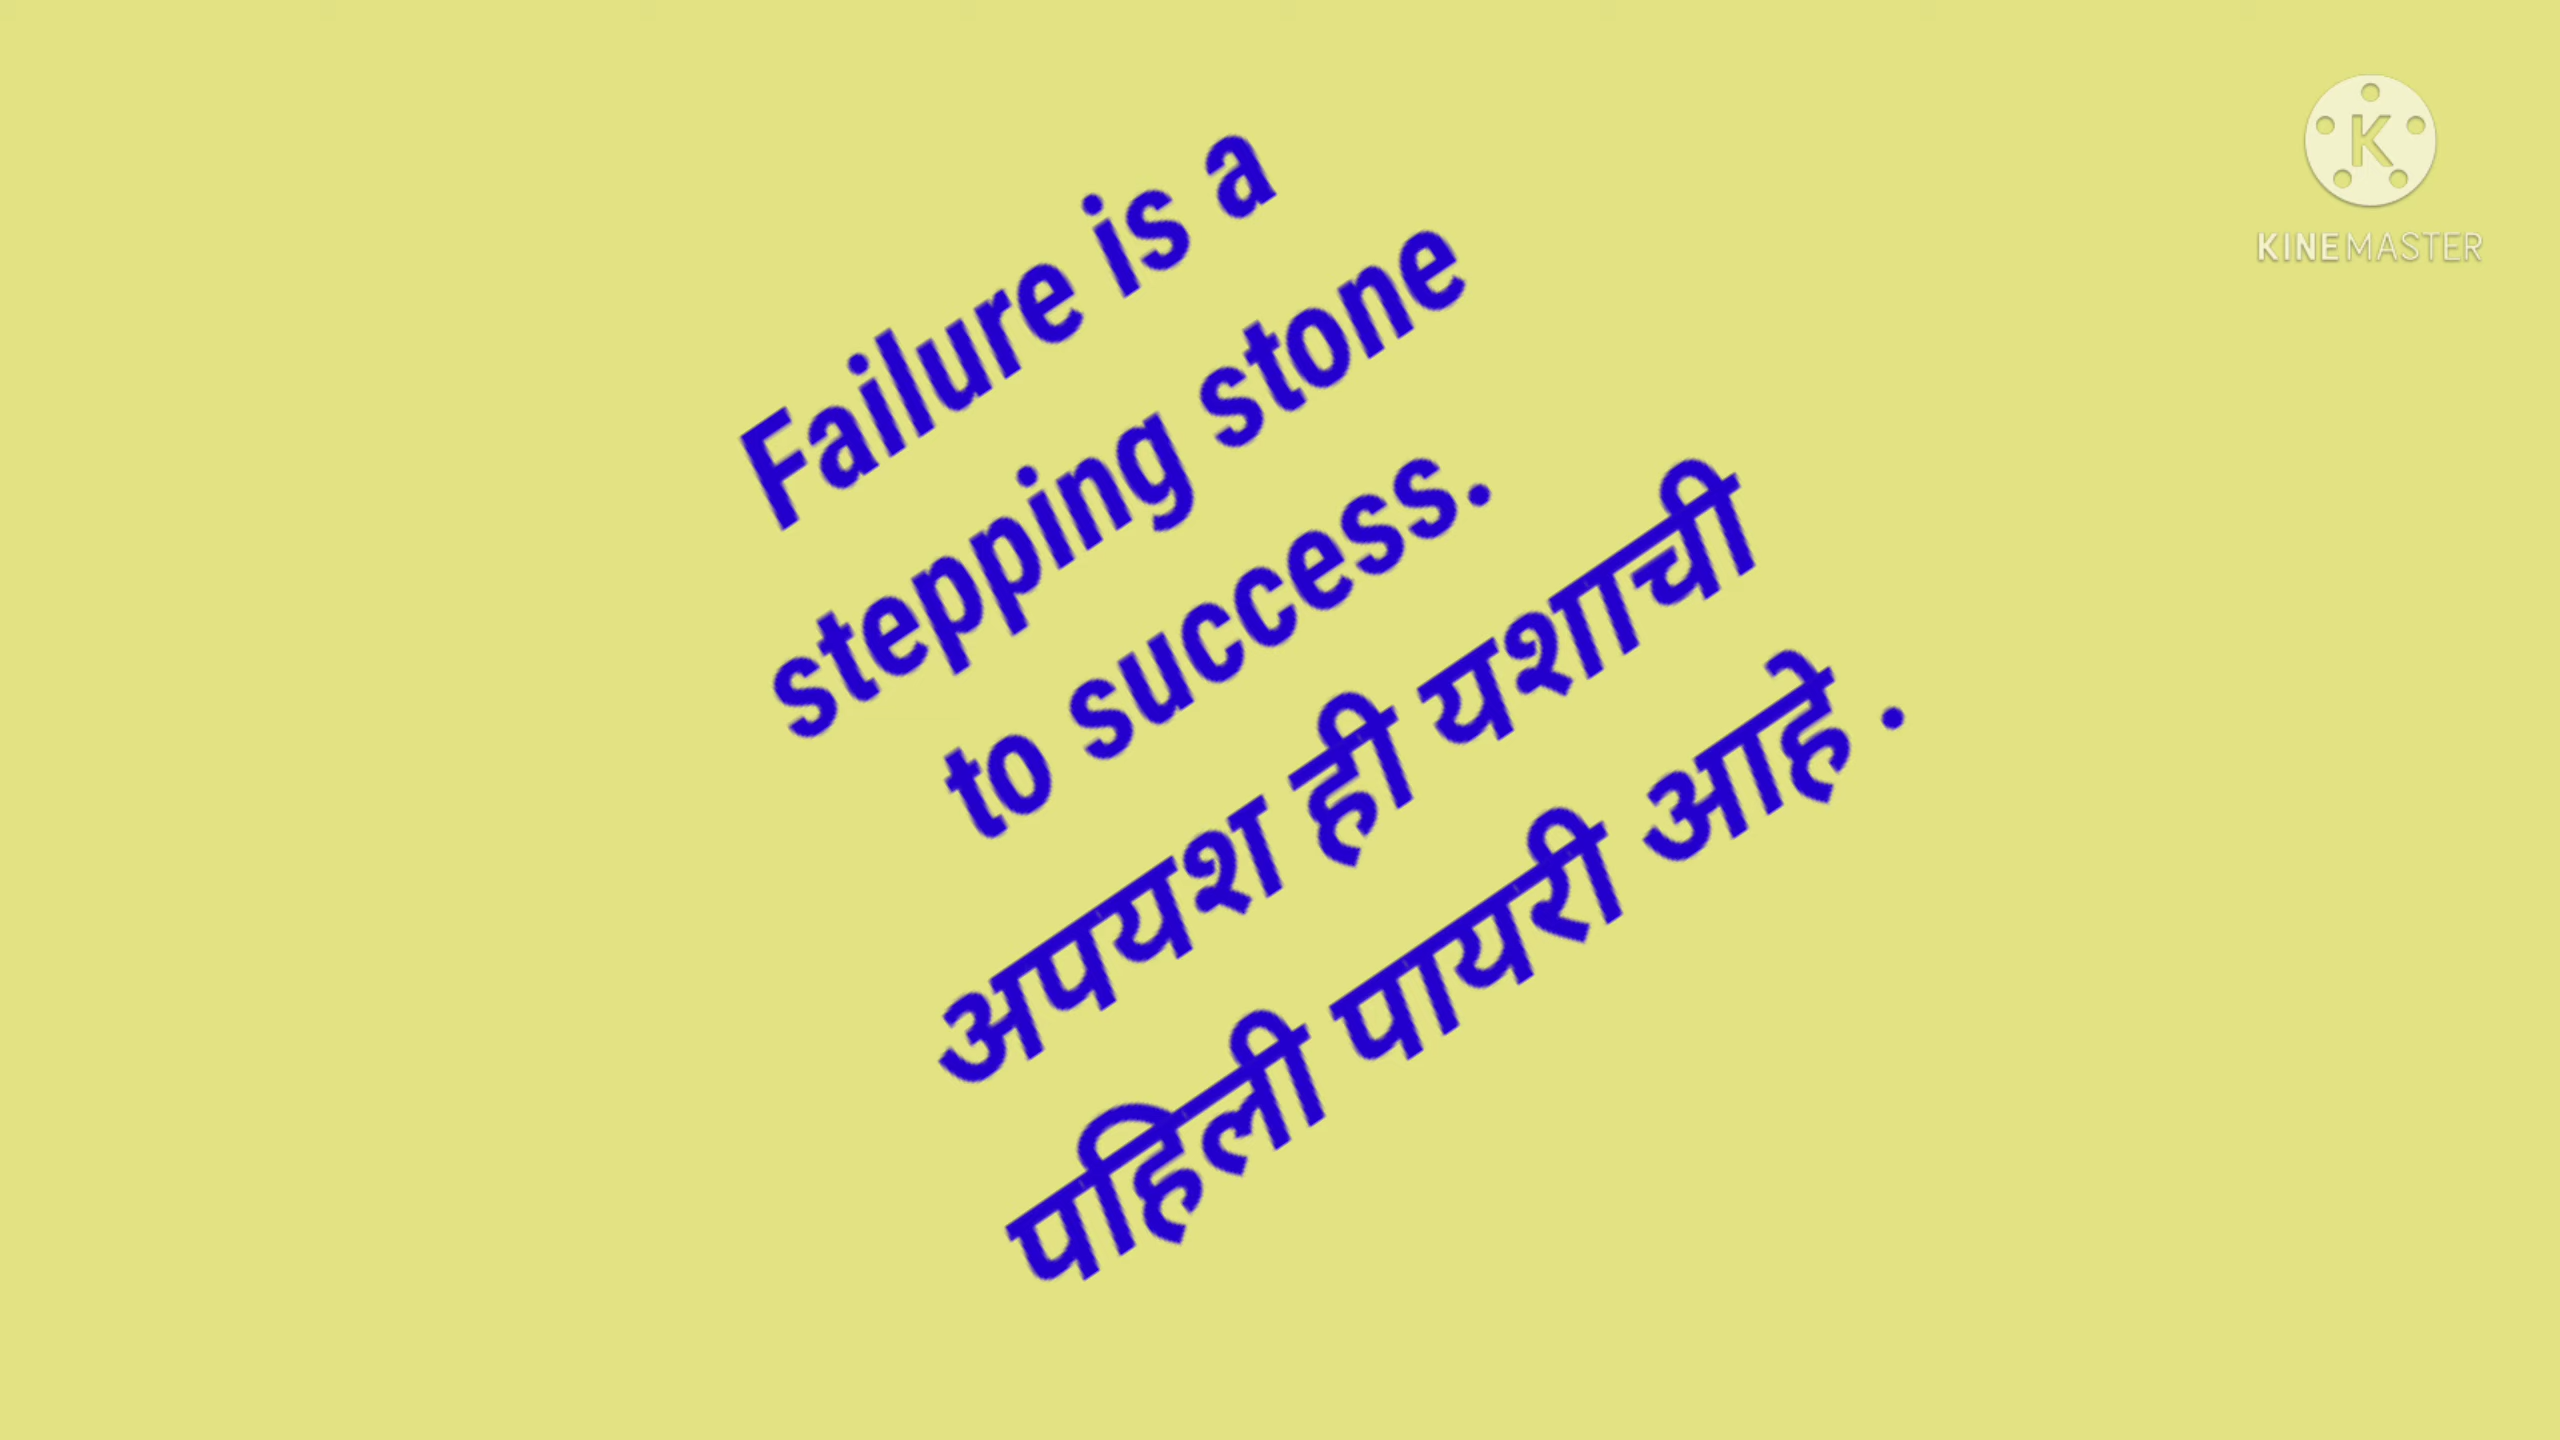 Failure is a
stepping stone
to success.
अपयश ही यशाची
पहिली पायरी आहे .
K
KINEMASTER